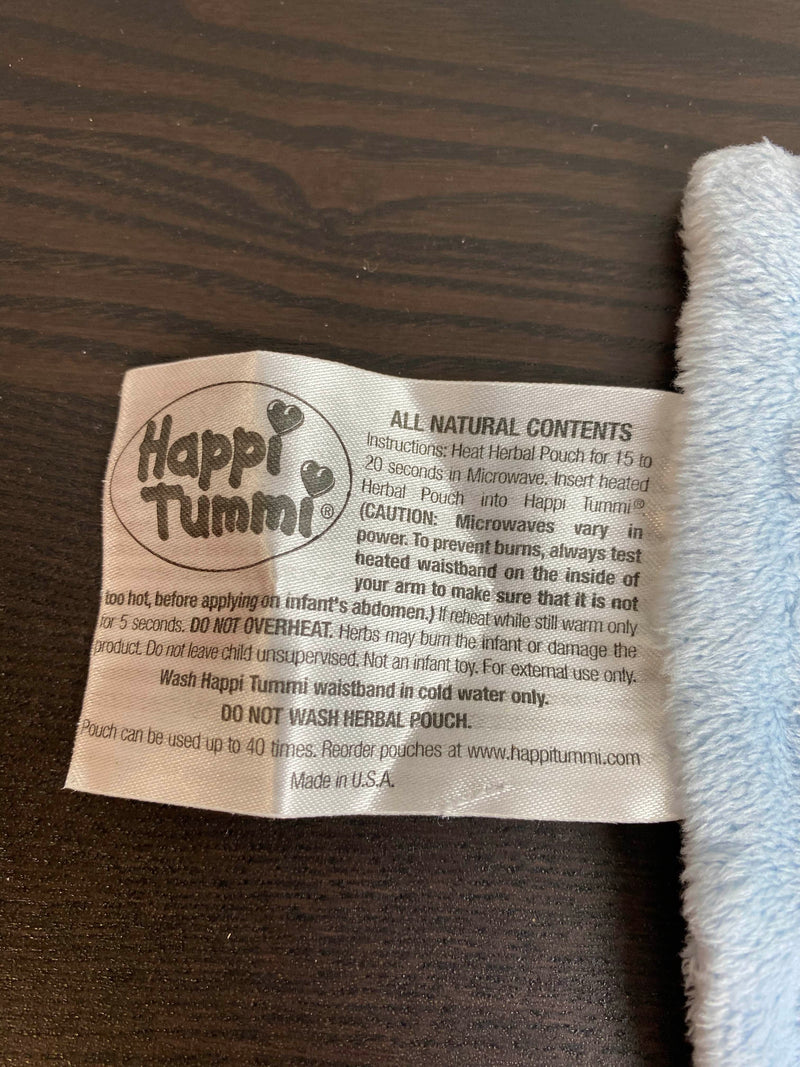 Happi
Tummi®
ALL NATURAL CONTENTS
Instructions: Heat Herbal Pouch for 15 to
20 seconds in Microwave. Insert heated
Herbal Pouch into Happi Tummi®.
(CAUTION: Microwaves vary in
power. To prevent burns, always test
heated waistband on the inside of
your arm to make sure that it is not
too hot, before applying on infant's abdomen.) If reheat while still warm only
for 5 seconds. DO NOT OVERHEAT. Herbs may burn the infant or damage the
product. Do not leave child unsupervised. Not an infant toy. For external use only.
Wash Happi Tummi waistband in cold water only.
DO NOT WASH HERBAL POUCH.
Pouch can be used up to 40 times. Reorder pouches at www.happitummi.com
Made in U.S.A.